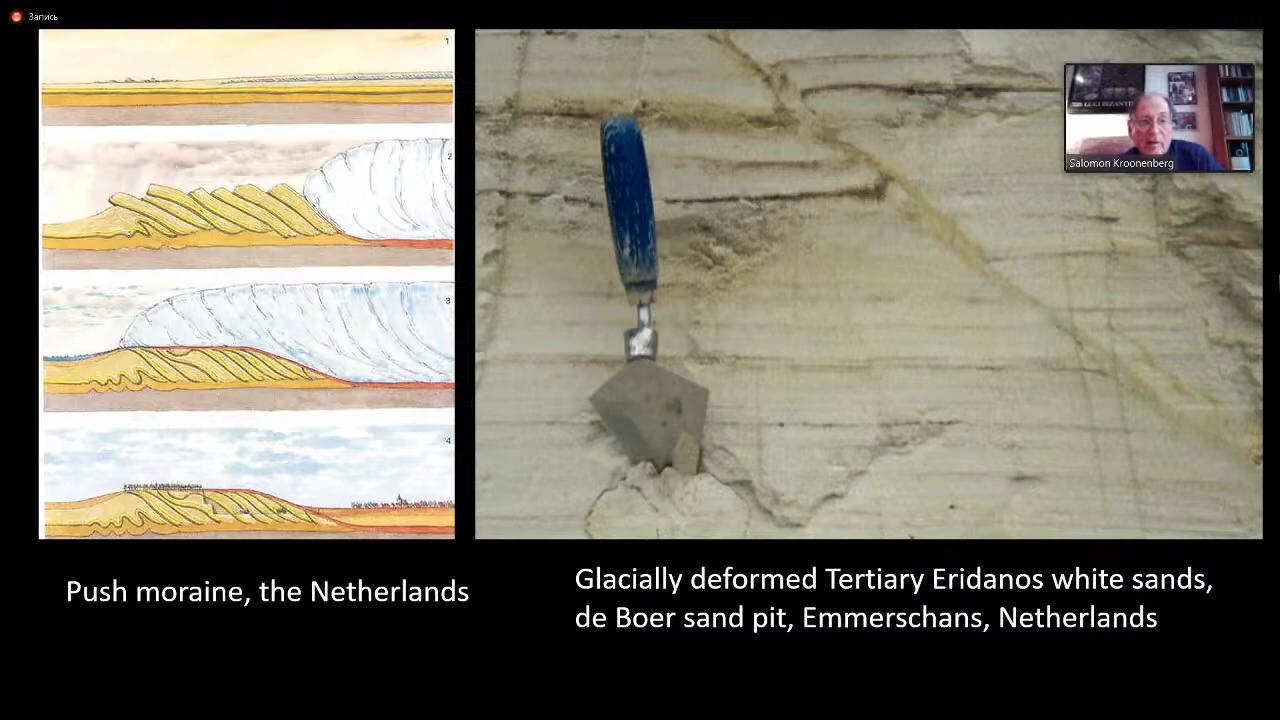 Запись
1
2
3
4
Salomon Kroonenberg
Push moraine, the Netherlands
Glacially deformed Tertiary Eridanos white sands,
de Boer sand pit, Emmerschans, Netherlands